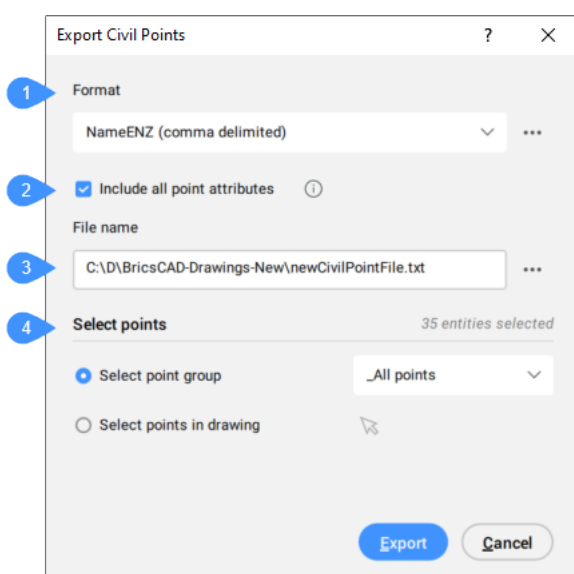 Export Civil Points ?
1 Format
NameENZ (comma delimited)
2 Include all point attributes
File name
3 C:\D\BricsCAD-Drawings-New\newCivilPointFile.txt
4 Select points 35 entities selected
Select point group _All points
Select points in drawing
Export Cancel